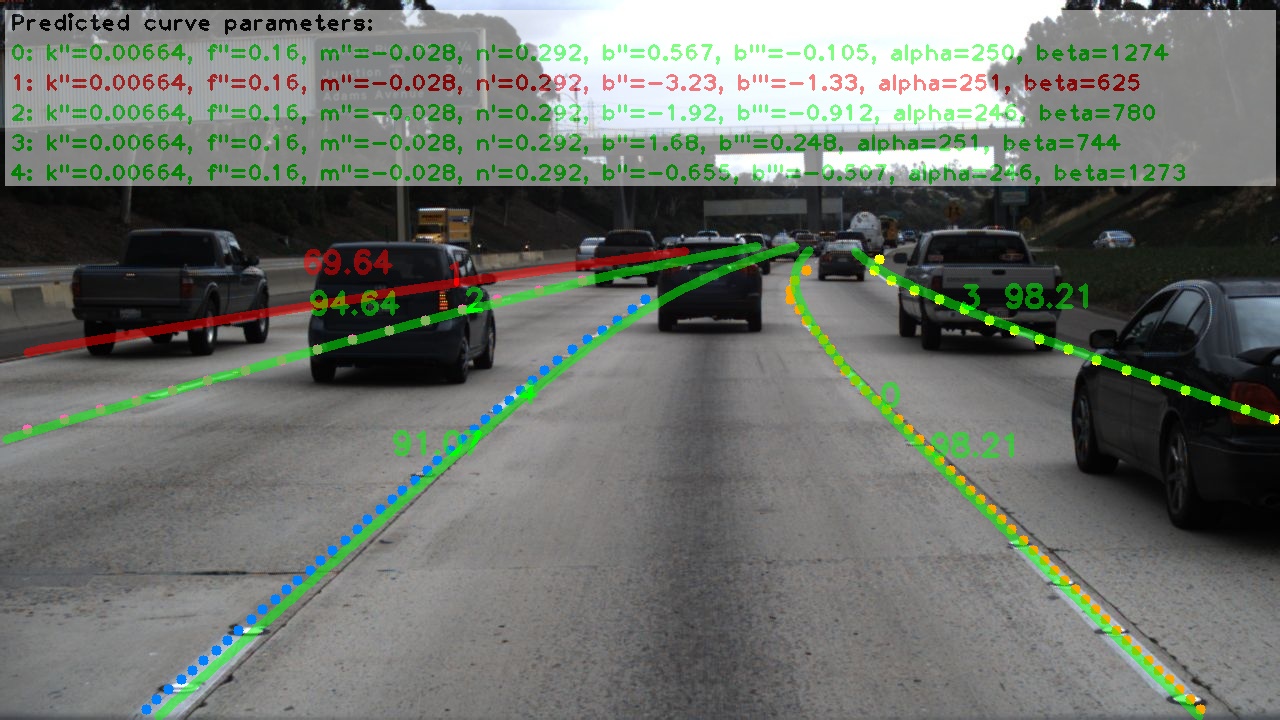 Predicted curve parameters:
0: k''=0.00664, f''=0.16, m''=-0.028, n'=0.292, b''=0.567, b'''=-0.105, alpha=250, beta=1274
1: k''=0.00664, f''=0.16, m''=-0.028, n'=0.292, b''=-3.23, b'''=-1.33, alpha=251, beta=625
2: k''=0.00664, f''=0.16, m''=-0.028, n'=0.292, b''=-1.92, b'''=-0.912, alpha=246, beta=780
3: k''=0.00664, f''=0.16, m''=-0.028, n'=0.292, b''=1.68, b'''=0.248, alpha=251, beta=744
4: k''=0.00664, f''=0.16, m''=-0.028, n'=0.292, b''=-0.655, b'''=-0.507, alpha=246, beta=1273
69.64
94.64 2
3 98.21
0
98.21